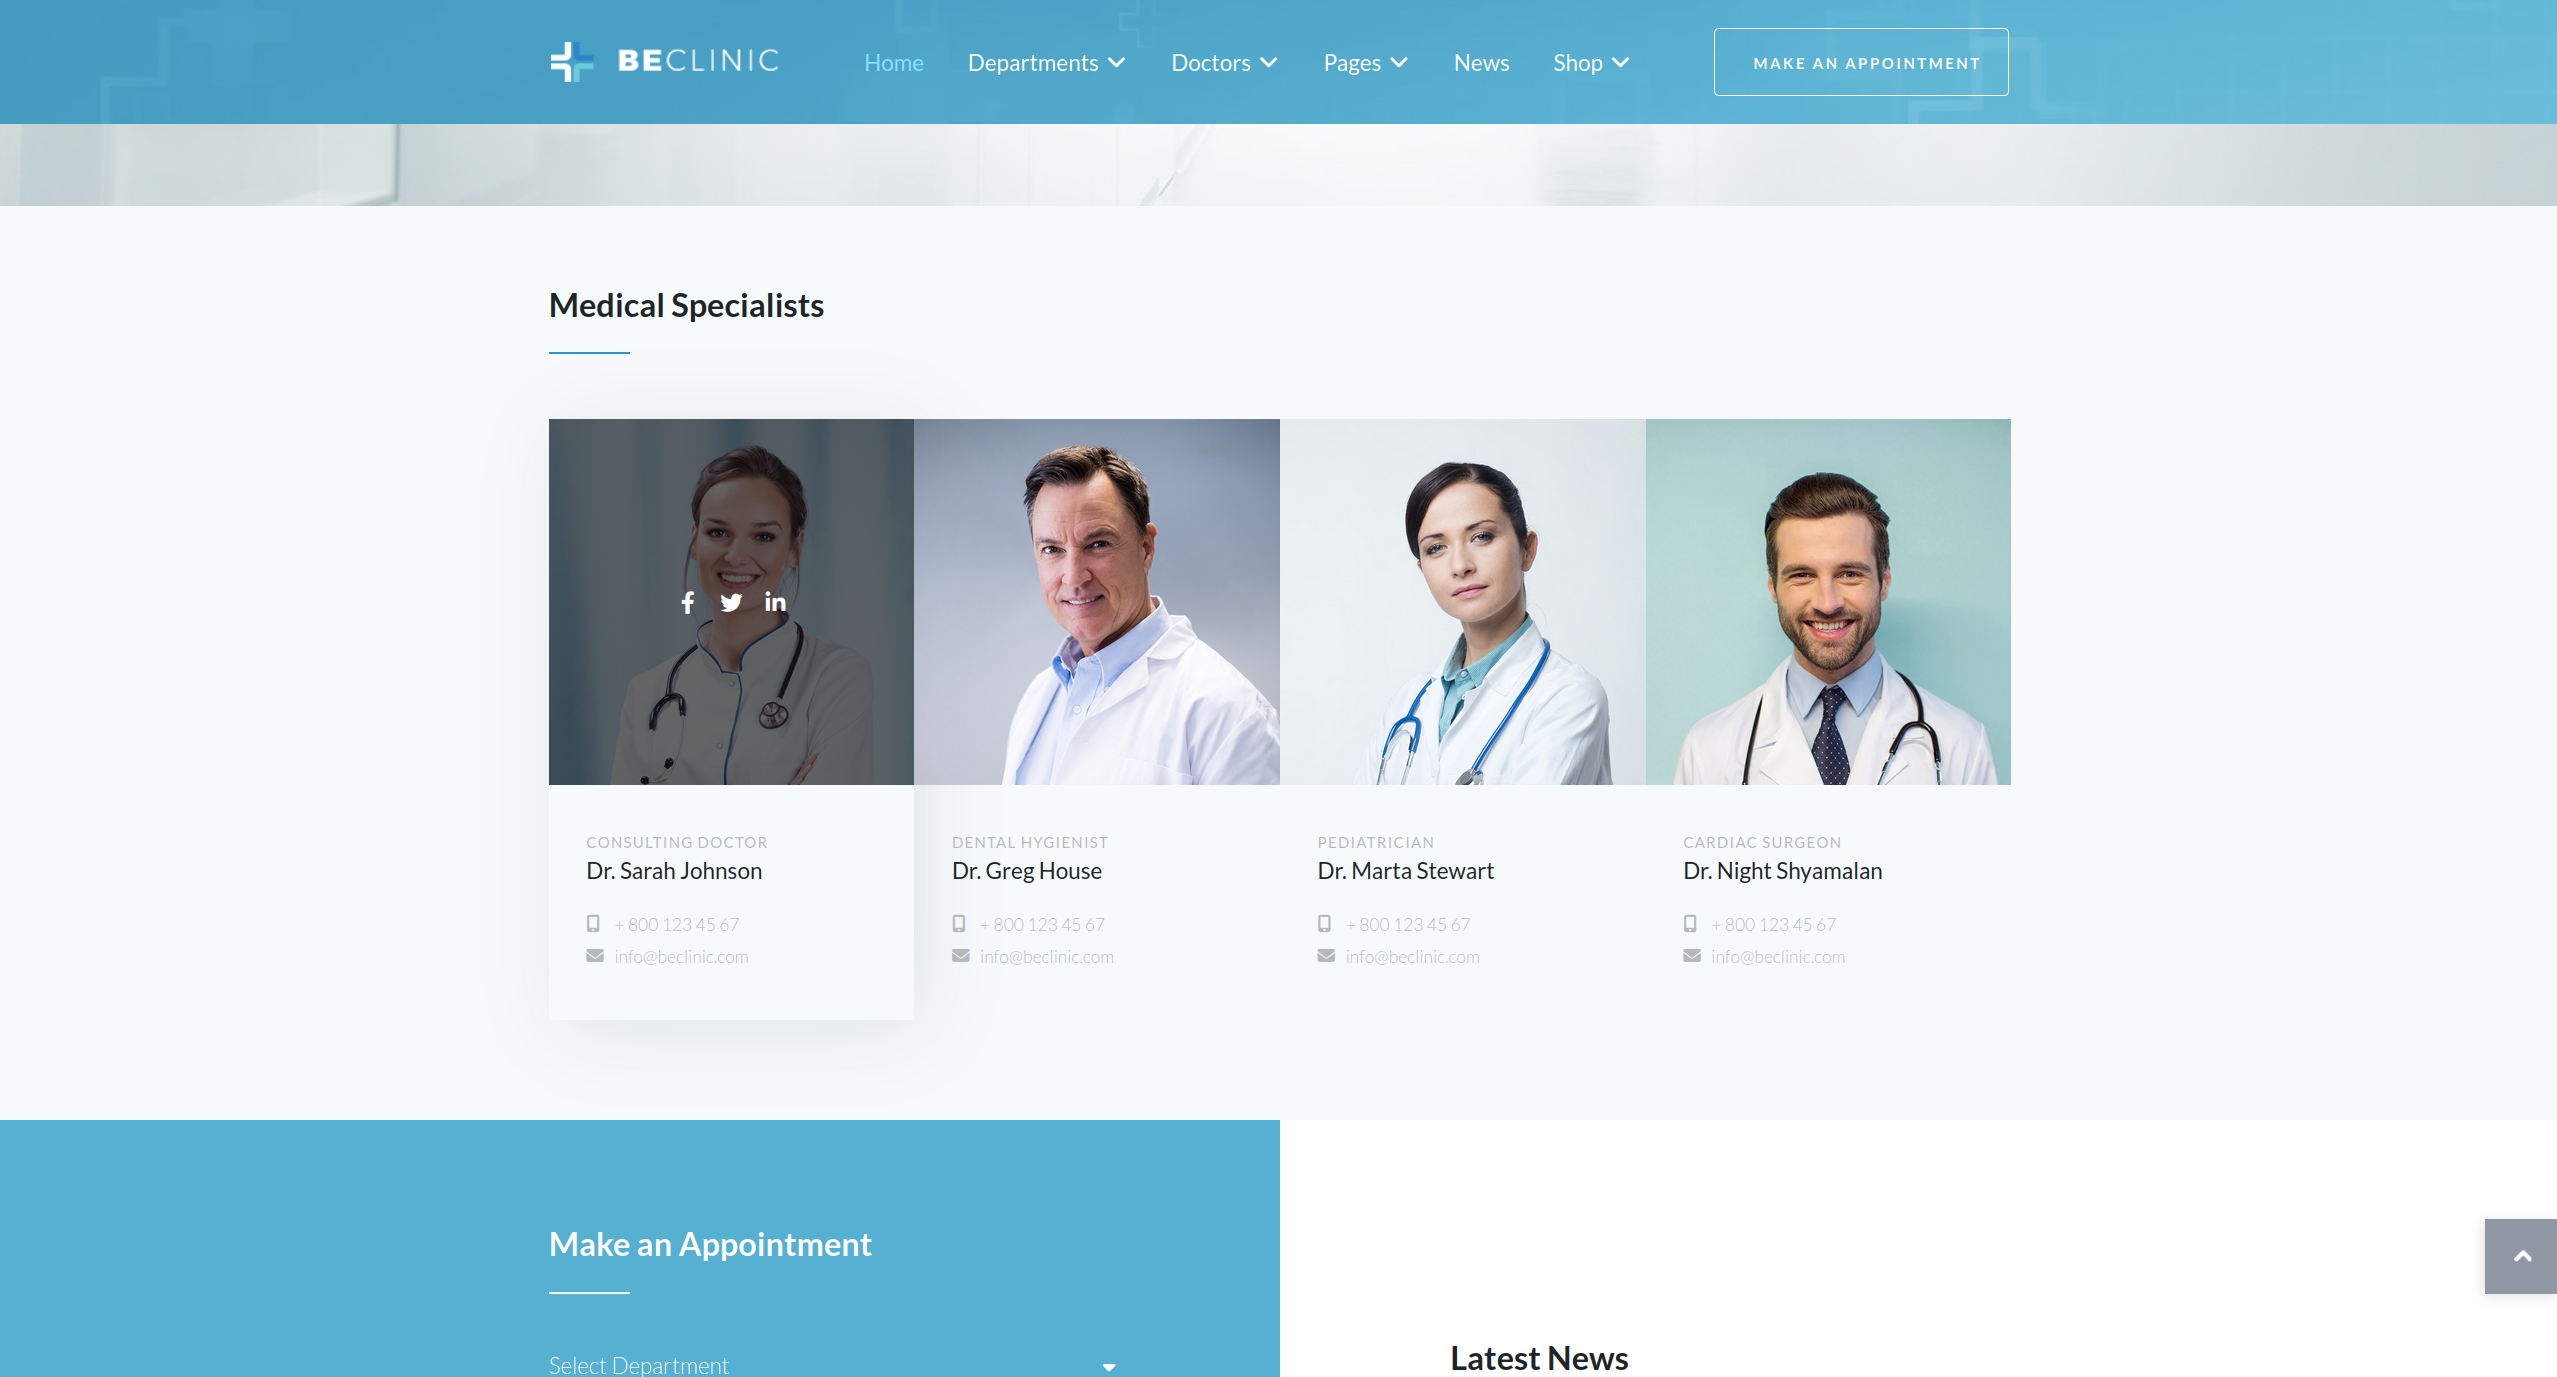 BECLINIC
Home Departments Doctors Pages News Shop
MAKE AN APPOINTMENT
Medical Specialists
CONSULTING DOCTOR
Dr. Sarah Johnson
+ 800 123 45 67
info@beclinic.com
DENTAL HYGIENIST
Dr. Greg House
+ 800 123 45 67
info@beclinic.com
PEDIATRICIAN
Dr. Marta Stewart
+ 800 123 45 67
info@beclinic.com
CARDIAC SURGEON
Dr. Night Shyamalan
+ 800 123 45 67
info@beclinic.com
Make an Appointment
Select Department
Latest News